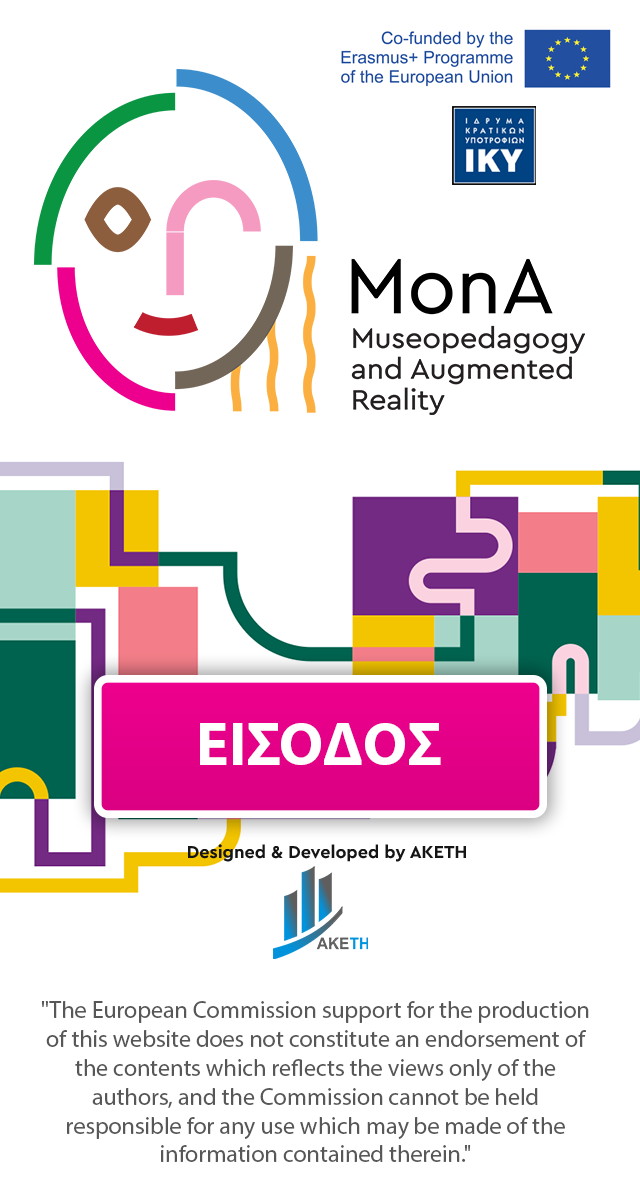 Co-funded by the
Erasmus+ Programme
of the European Union
ΙΔΡΥΜΑ
ΚΡΑΤΙΚΩΝ
ΥΠΟΤΡΟΦΙΩΝ
ΙΚΥ
MonA
Museopedagogy
and Augmented
Reality
ΕΙΣΟΔΟΣ
Designed & Developed by AKETH
AKETH
"The European Commission support for the production
of this website does not constitute an endorsement of
the contents which reflects the views only of the
authors, and the Commission cannot be held
responsible for any use which may be made of the
information contained therein."